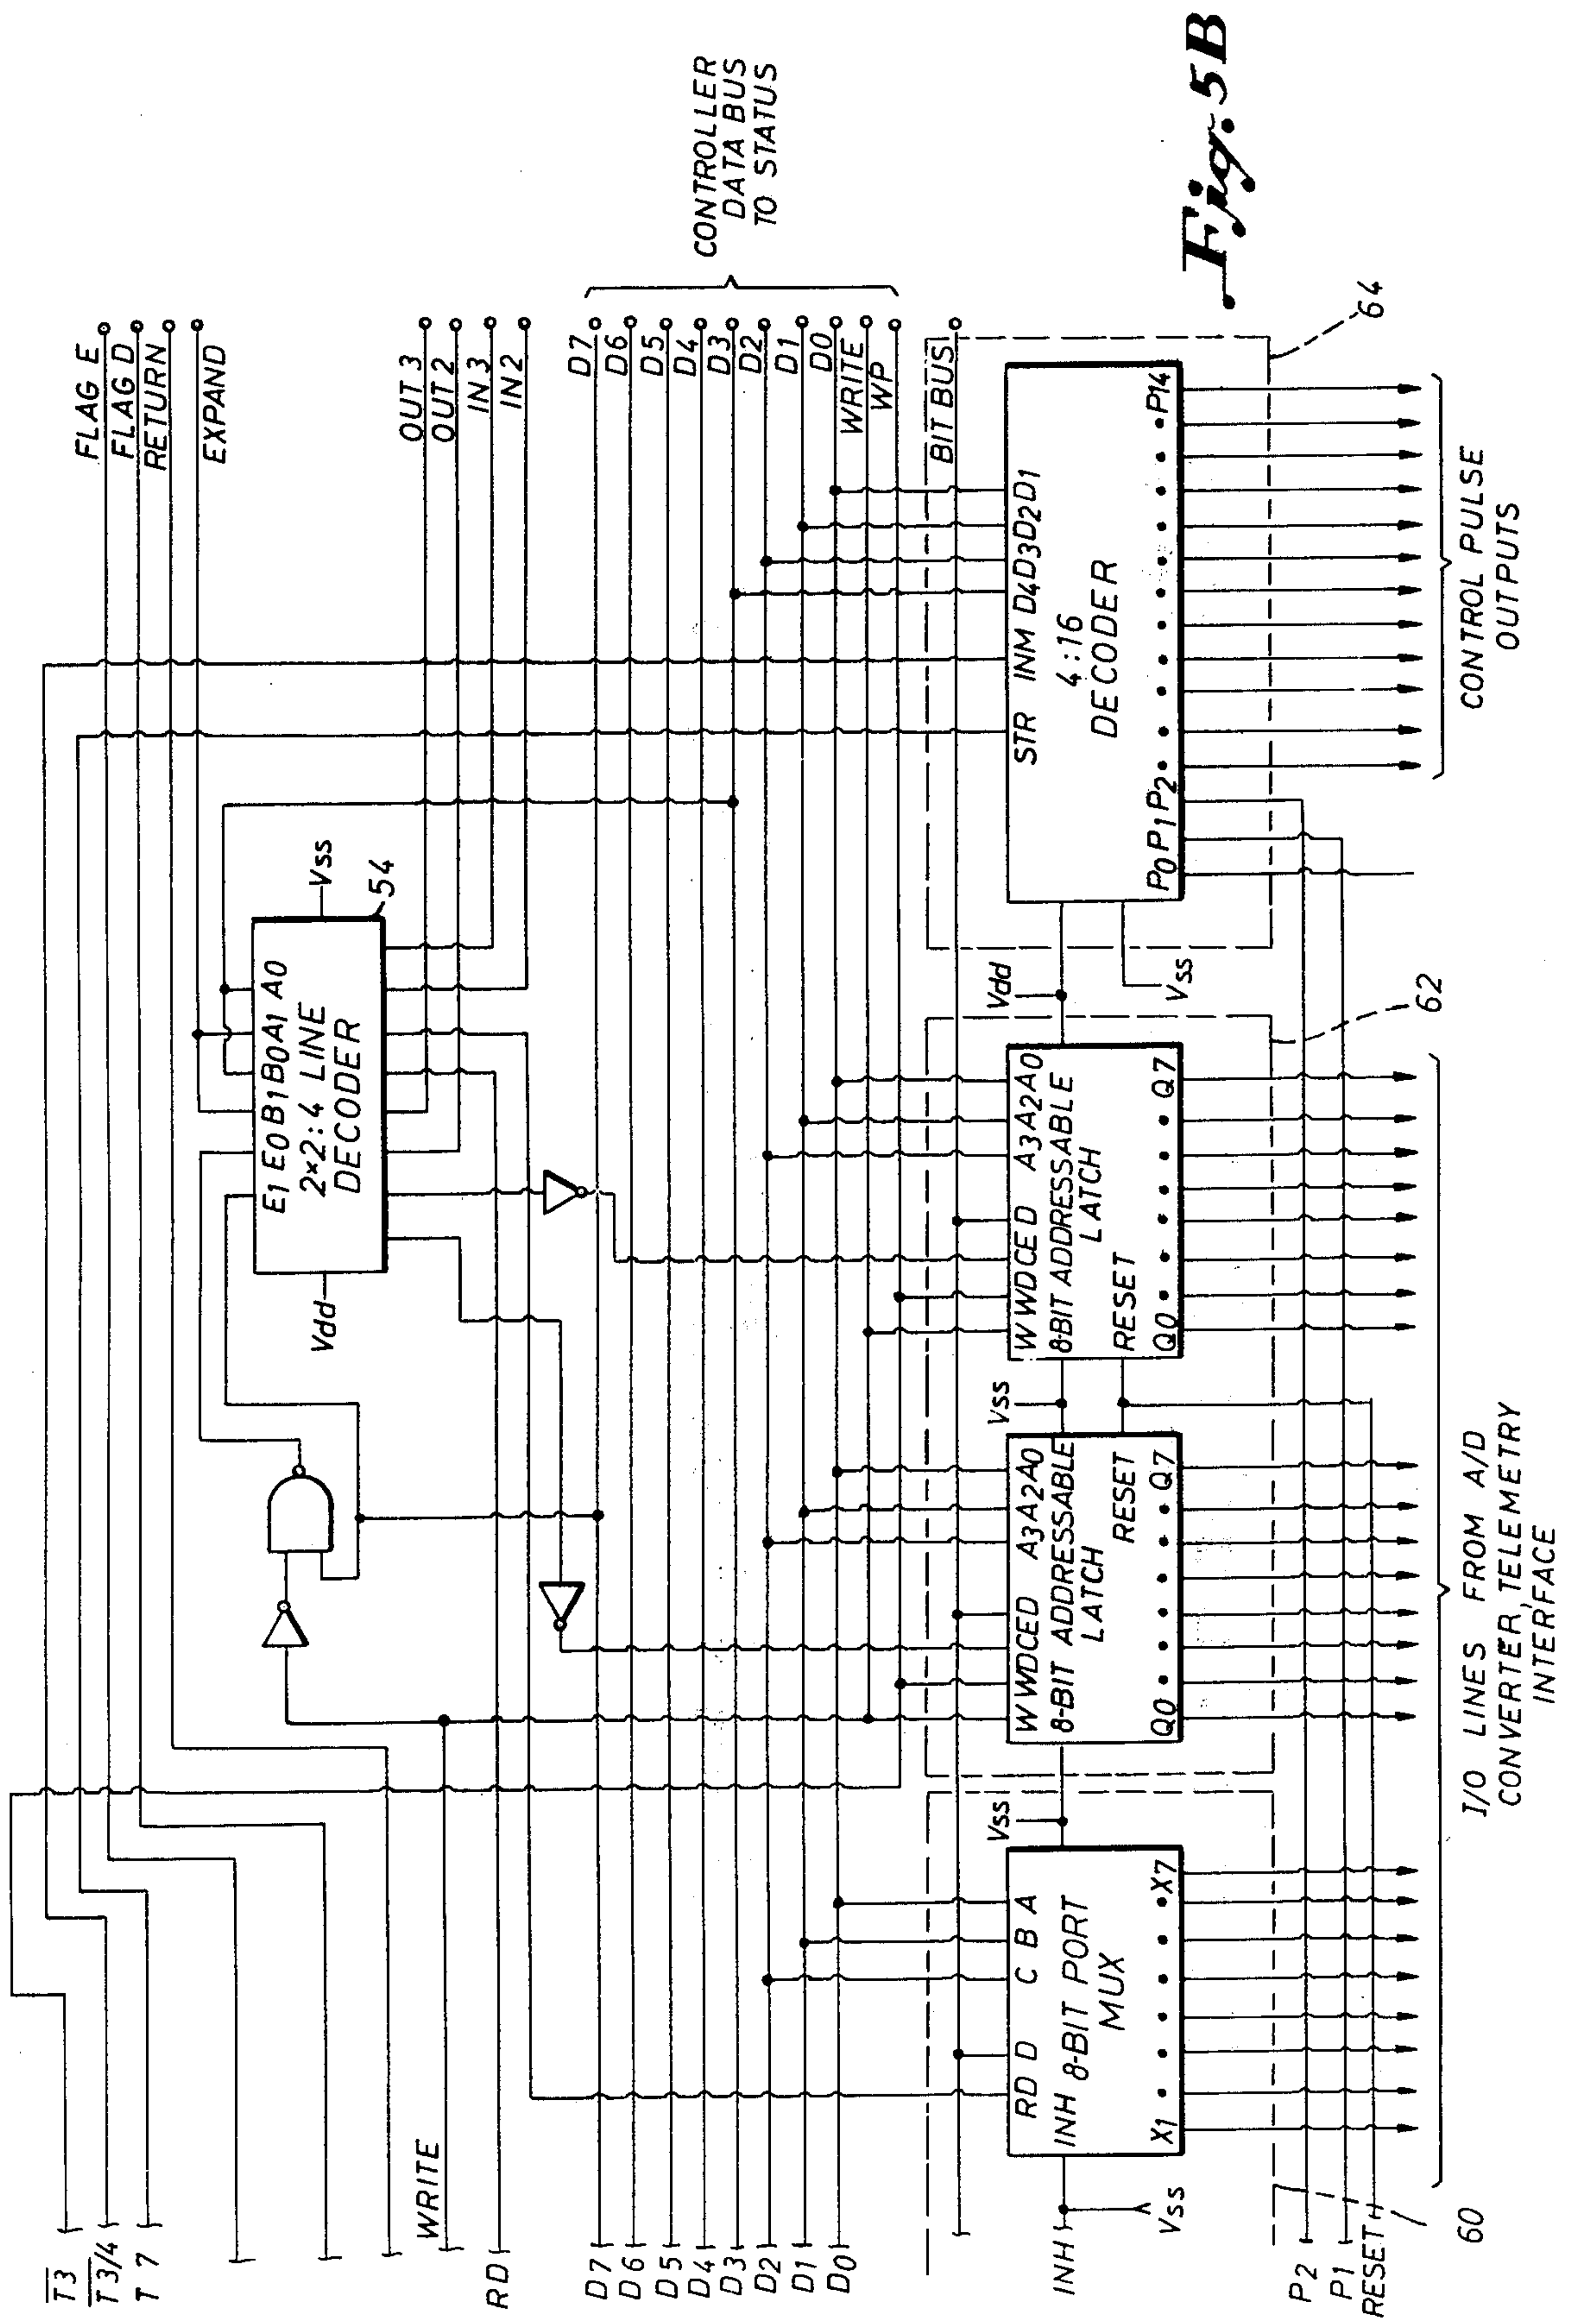 FLAG E
FLAG D
RETURN
EXPAND
OUT 3
OUT 2
IN 3
IN 2
D7
D6
D5
D4
D3
D2
D1
D0
WRITE
WP
BIT BUS
CONTROLLER
DATA BUS
TO STATUS
Fig. 5B
T3
T3/4
T7
WRITE
RD
D7
D6
D5
D4
D3
D2
D1
D0
INH
P2
P1
RESET
Vdd
E1 E0 B1 B0 A1 A0
2×2:4 LINE
DECODER
Vss
54
RD D C B A
INH 8-BIT PORT
MUX
X1 X7
Vss
Vss
60
W WDCED A3 A2 A0
8-BIT ADDRESSABLE
LATCH
RESET
Q0 Q7
Vss
W WDCED A3 A2 A0
8-BIT ADDRESSABLE
LATCH
RESET
Q0 Q7
62
Vdd
Vss
STR INM D4 D3 D2 D1
4:16
DECODER
P0 P1 P2 P14
64
I/O LINES FROM A/D
CONVERTER, TELEMETRY
INTERFACE
CONTROL PULSE
OUTPUTS